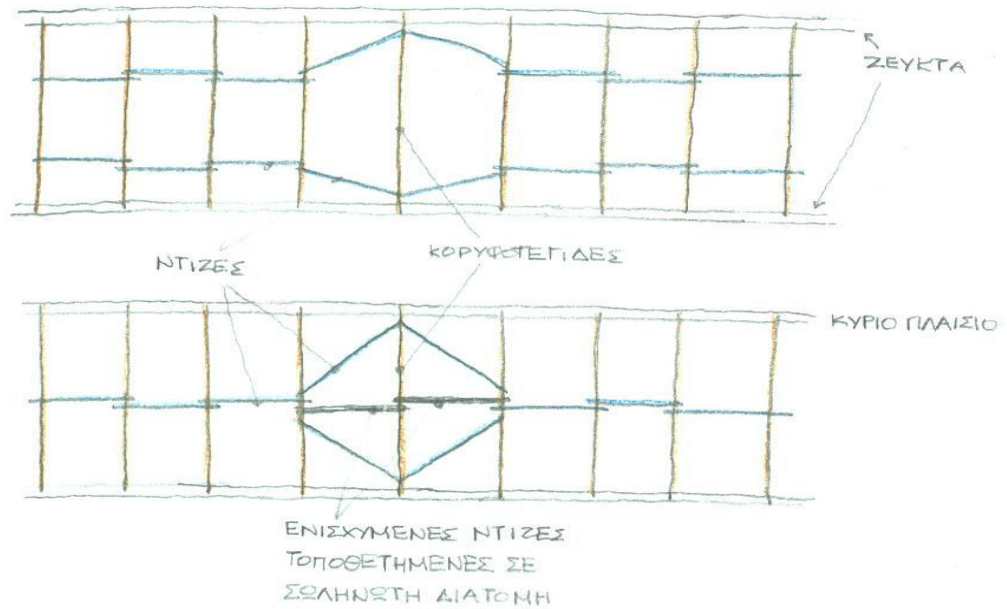 ΖΕΥΚΤΑ
ΝΤΙΖΕΣ
ΚΟΡΥΦΟΤΕΓΙΔΕΣ
ΚΥΡΙΟ ΠΛΑΙΣΙΟ
ΕΝΙΣΧΥΜΕΝΕΣ ΝΤΙΖΕΣ
ΤΟΠΟΘΕΤΗΜΕΝΕΣ ΣΕ
ΣΩΛΗΝΩΤΗ ΔΙΑΤΟΜΗ